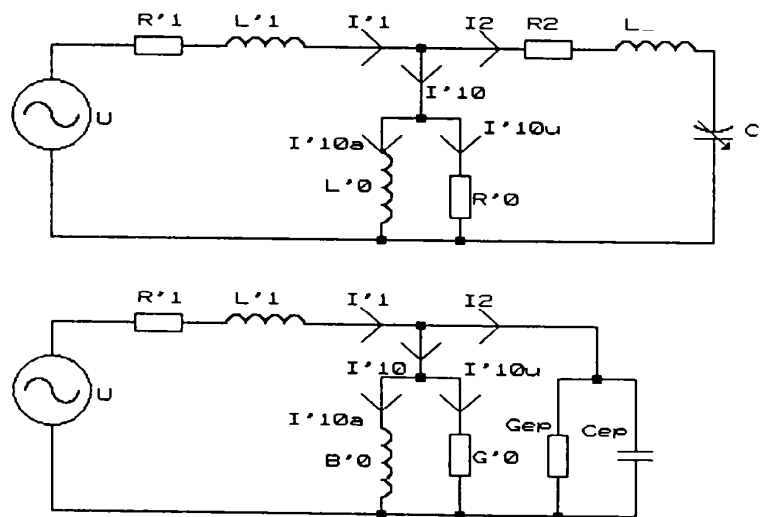 R'1 L'1 I'1 I2 R2 L_
U
I'10
I'10a I'10u
C
L'0 R'0
R'1 L'1 I'1 I2
U
I'10 I'10u
I'10a
Gep Cep
B'0 G'0